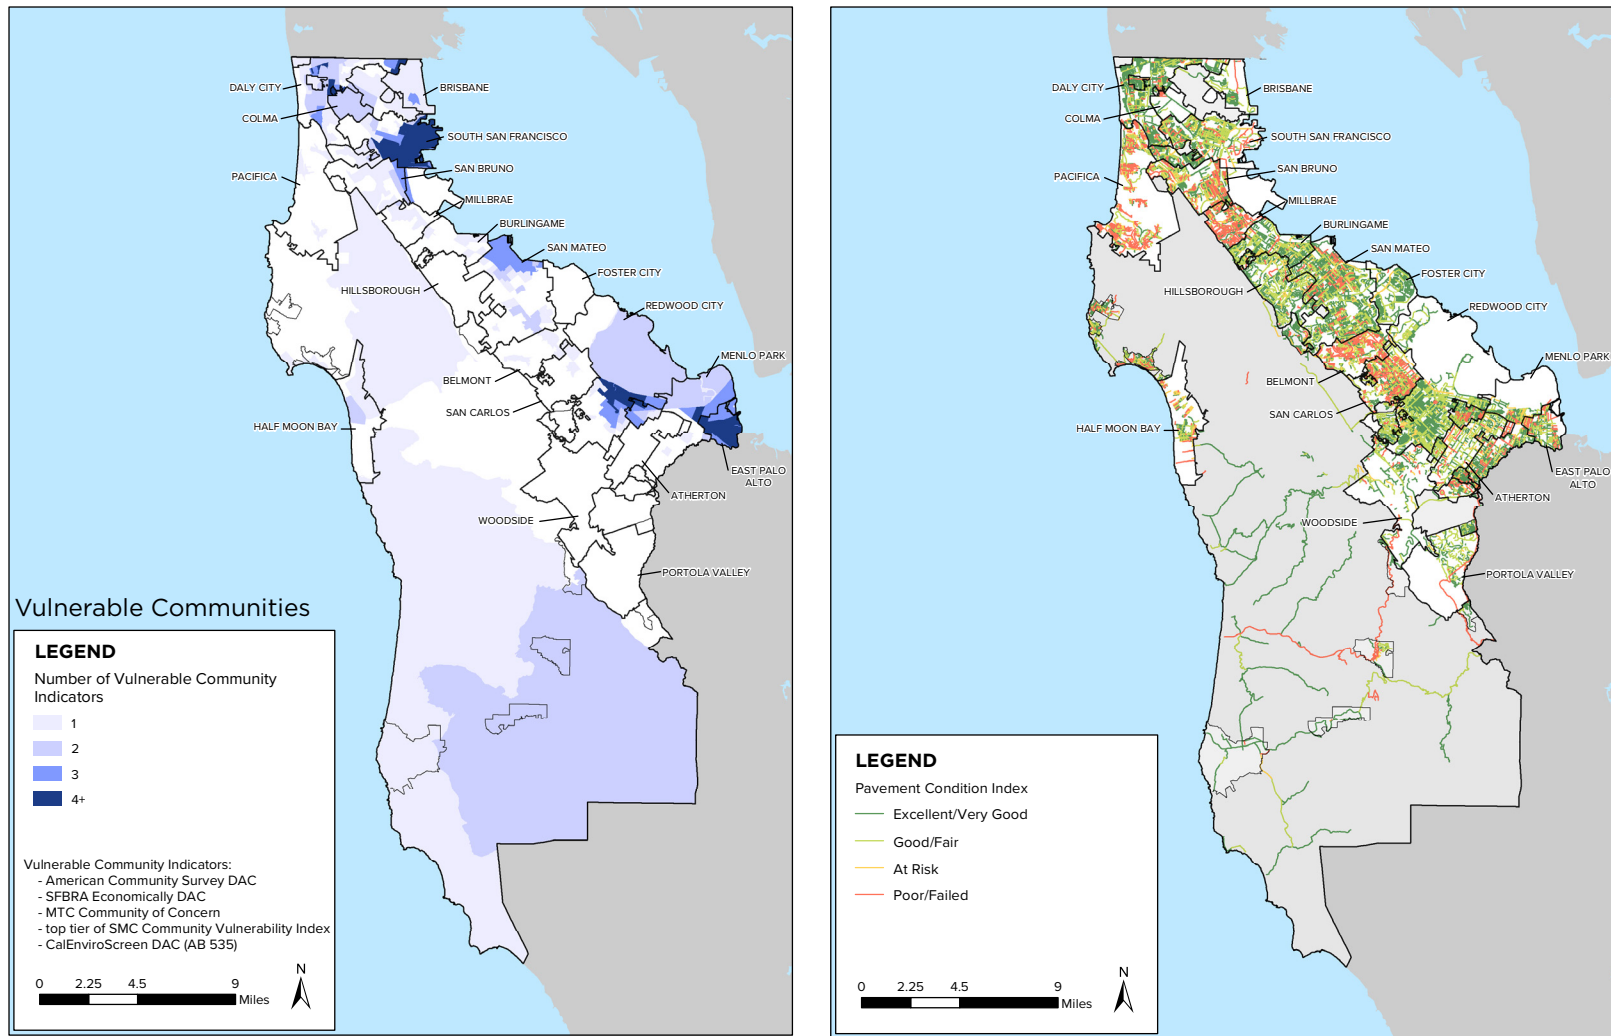 DALY CITY
BRISBANE
COLMA
SOUTH SAN FRANCISCO
SAN BRUNO
PACIFICA
MILLBRAE
BURLINGAME
SAN MATEO
FOSTER CITY
HILLSBOROUGH
REDWOOD CITY
MENLO PARK
BELMONT
SAN CARLOS
HALF MOON BAY
EAST PALO
ALTO
ATHERTON
WOODSIDE
PORTOLA VALLEY
Vulnerable Communities
LEGEND
Number of Vulnerable Community
Indicators
1
2
3
4+
Vulnerable Community Indicators:
- American Community Survey DAC
- SFBRA Economically DAC
- MTC Community of Concern
- top tier of SMC Community Vulnerability Index
- CalEnviroScreen DAC (AB 535)
N
0 2.25 4.5 9
Miles
DALY CITY
BRISBANE
COLMA
SOUTH SAN FRANCISCO
SAN BRUNO
PACIFICA
MILLBRAE
BURLINGAME
SAN MATEO
FOSTER CITY
HILLSBOROUGH
REDWOOD CITY
MENLO PARK
BELMONT
SAN CARLOS
HALF MOON BAY
EAST PALO
ALTO
ATHERTON
WOODSIDE
PORTOLA VALLEY
LEGEND
Pavement Condition Index
Excellent/Very Good
Good/Fair
At Risk
Poor/Failed
N
0 2.25 4.5 9
Miles